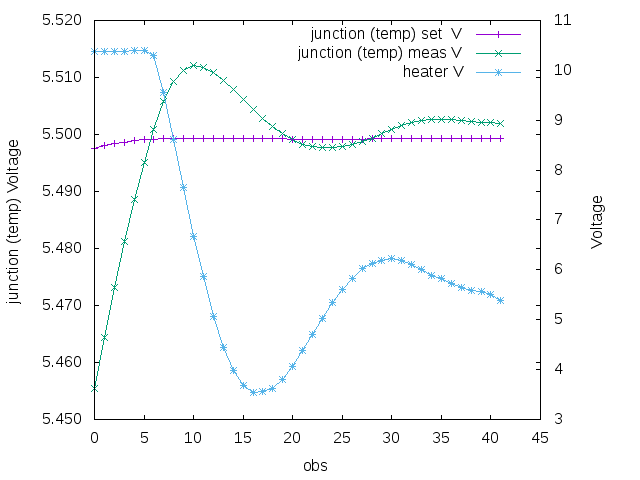 5.520
5.510
5.500
5.490
5.480
5.470
5.460
5.450
junction (temp) Voltage
junction (temp) set  V
junction (temp) meas V
heater V
11
10
9
8
7
6
5
4
3
Voltage
0 5 10 15 20 25 30 35 40 45
obs